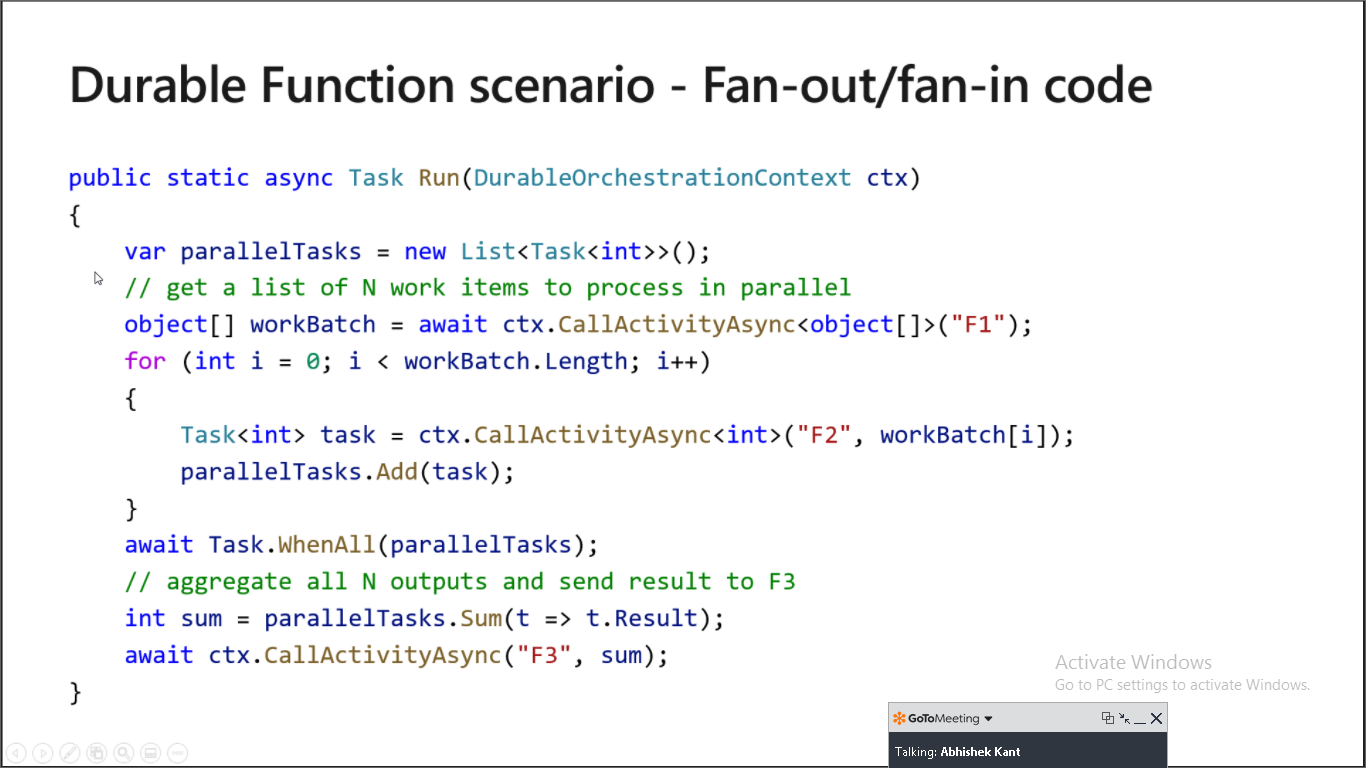 Durable Function scenario - Fan-out/fan-in code
public static async Task Run(DurableOrchestrationContext ctx)
{
    var parallelTasks = new List<Task<int>>();
    // get a list of N work items to process in parallel
    object[] workBatch = await ctx.CallActivityAsync<object[]>("F1");
    for (int i = 0; i < workBatch.Length; i++)
    {
        Task<int> task = ctx.CallActivityAsync<int>("F2", workBatch[i]);
        parallelTasks.Add(task);
    }
    await Task.WhenAll(parallelTasks);
    // aggregate all N outputs and send result to F3
    int sum = parallelTasks.Sum(t => t.Result);
    await ctx.CallActivityAsync("F3", sum);
}
Activate Windows
Go to PC settings to activate Windows.
GoToMeeting
Talking: Abhishek Kant